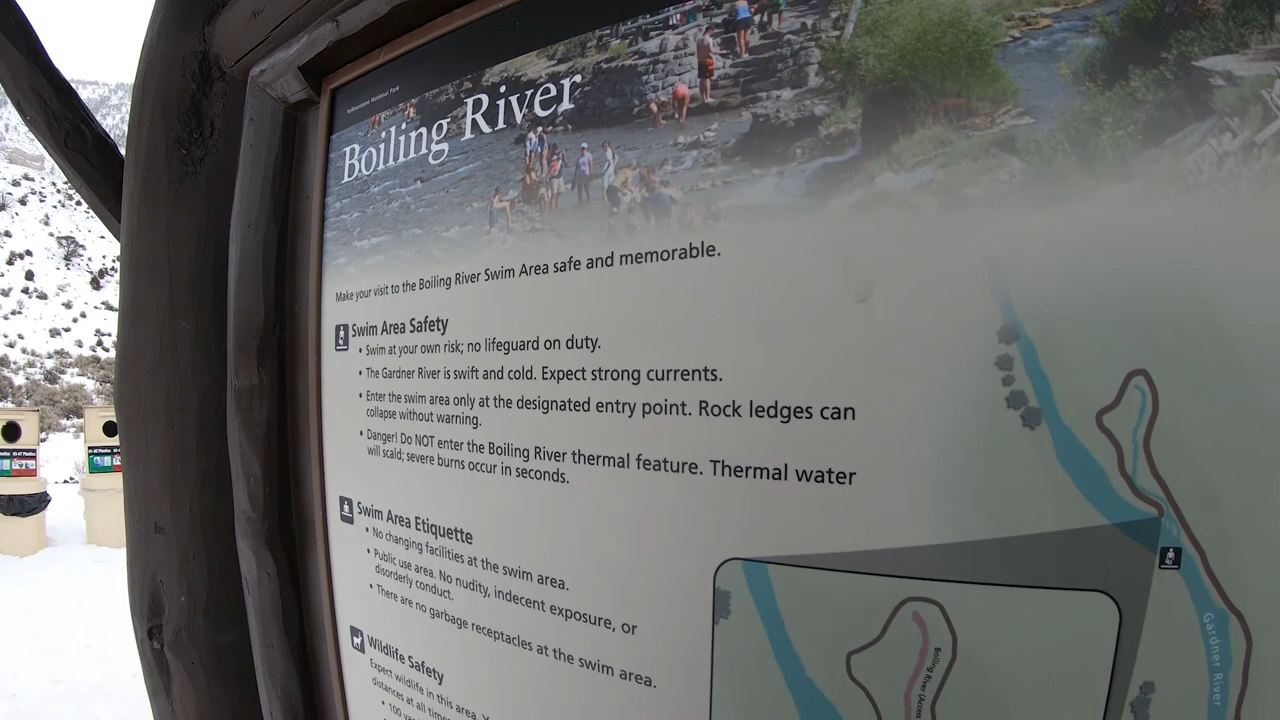 Yellowstone National Park
Boiling River
Make your visit to the Boiling River Swim Area safe and memorable.
Swim Area Safety
• Swim at your own risk; no lifeguard on duty.
• The Gardner River is swift and cold. Expect strong currents.
• Enter the swim area only at the designated entry point. Rock ledges can
collapse without warning.
• Danger! Do NOT enter the Boiling River thermal feature. Thermal water
will scald; severe burns occur in seconds.
Swim Area Etiquette
• No changing facilities at the swim area.
• Public use area. No nudity, indecent exposure, or
disorderly conduct.
• There are no garbage receptacles at the swim area.
Wildlife Safety
Expect wildlife in this area.
distances at all times
• 100
Gardner River
Boiling River (Access